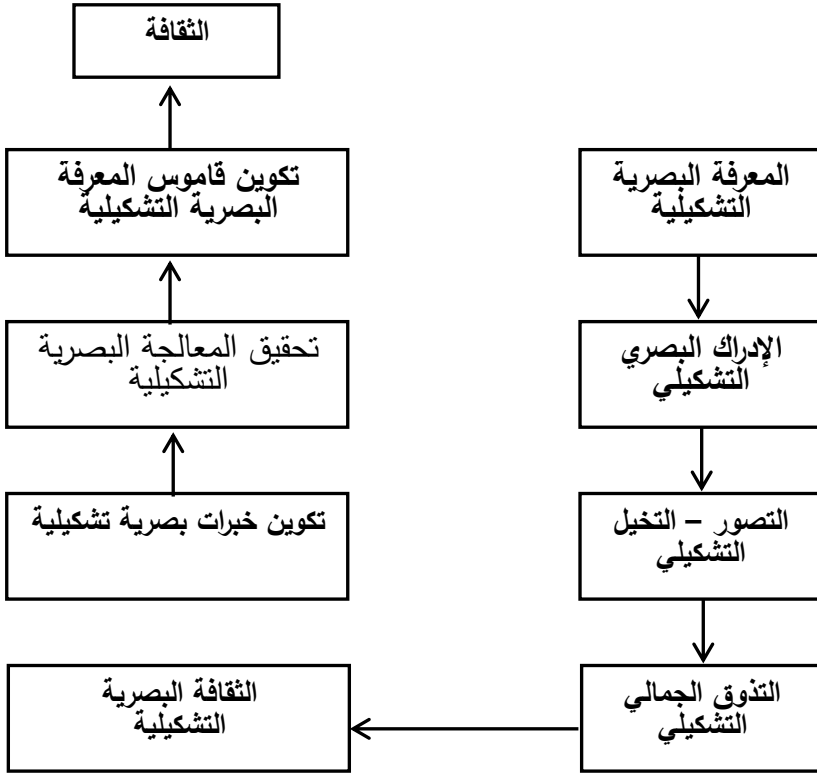 الثقافة
المعرفة البصرية
التشكيلية
تكوين قاموس المعرفة
البصرية التشكيلية
الإدراك البصري
التشكيلي
تحقيق المعالجة البصرية
التشكيلية
التصور – التخيل
التشكيلي
تكوين خبرات بصرية تشكيلية
التذوق الجمالي
التشكيلي
الثقافة البصرية
التشكيلية